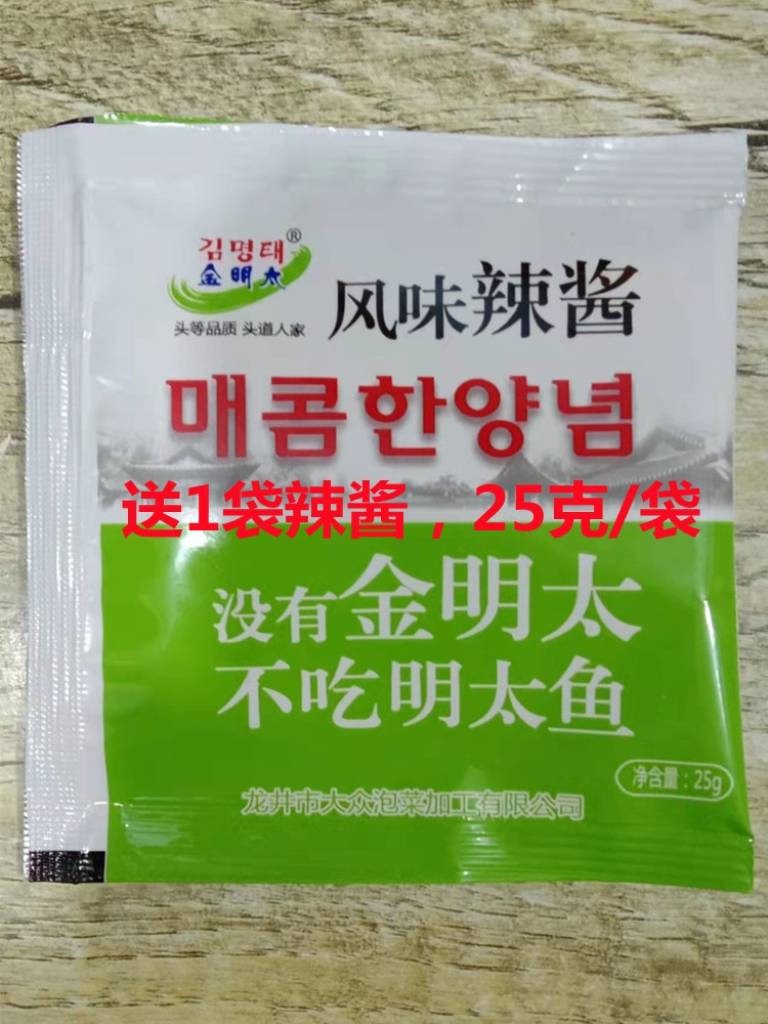 김명태®
金明太
头等品质 头道人家
风味辣酱
매콤한양념
送1袋辣酱，25克/袋
没有金明太
不吃明太鱼
净含量：25g
龙井市大众泡菜加工有限公司